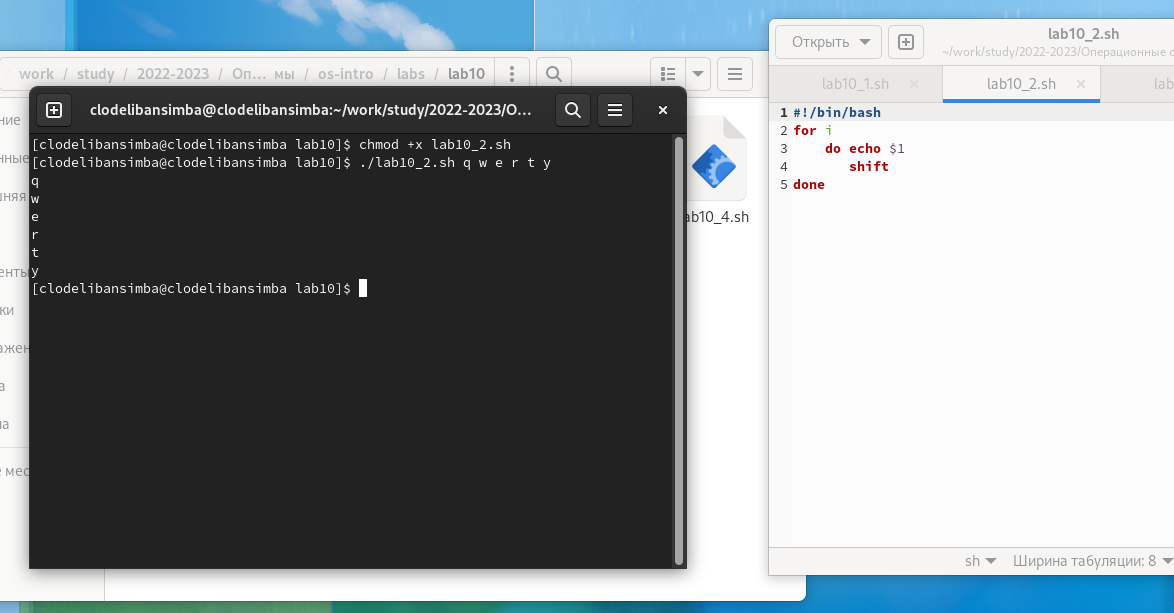 work / study / 2022-2023 / Оп… мы / os-intro / labs / lab10
clodelibansimba@clodelibansimba:~/work/study/2022-2023/О…
[clodelibansimba@clodelibansimba lab10]$ chmod +x lab10_2.sh
[clodelibansimba@clodelibansimba lab10]$ ./lab10_2.sh q w e r t y
q
w
e
r
t
y
[clodelibansimba@clodelibansimba lab10]$
ab10_4.sh
Открыть
lab10_2.sh
~/work/study/2022-2023/Операционные с
lab10_1.sh
lab10_2.sh
lab
1 #!/bin/bash
2 for i
3 do echo $1
4 shift
5 done
sh
Ширина табуляции: 8